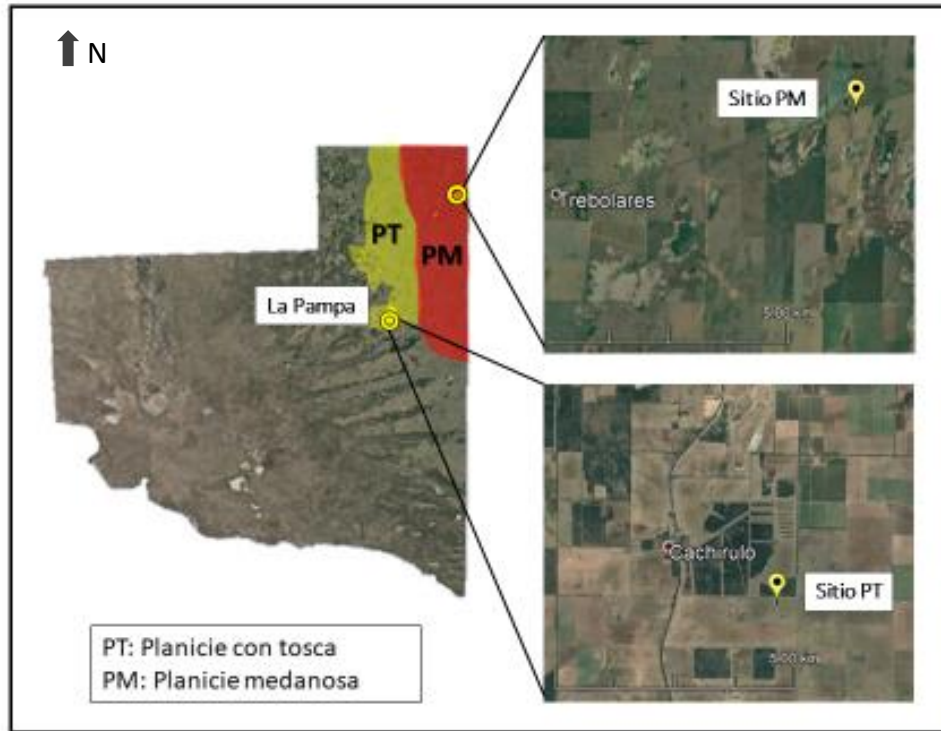 N
Sitio PM
Trebolares
5.00 km
PT
PM
La Pampa
Cachirulo
Sitio PT
5.00 km
PT: Planicie con tosca
PM: Planicie medanosa